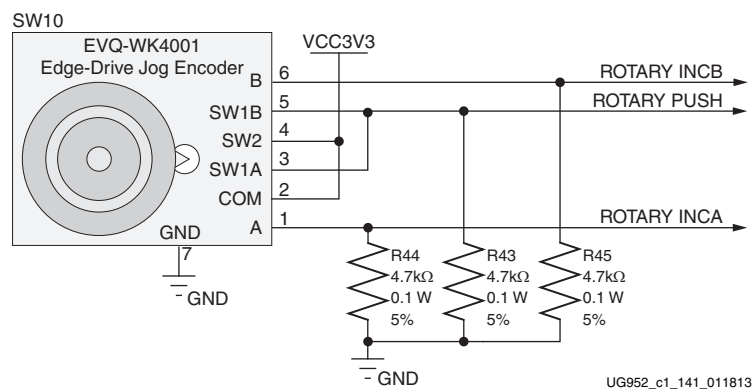 SW10
EVQ-WK4001
Edge-Drive Jog Encoder
VCC3V3
B 6 ROTARY INCB
SW1B 5 ROTARY PUSH
SW2 4
SW1A 3
COM 2
A 1 ROTARY INCA
GND
7
GND
R44
4.7kΩ
0.1 W
5%
R43
4.7kΩ
0.1 W
5%
R45
4.7kΩ
0.1 W
5%
GND
UG952_c1_141_011813